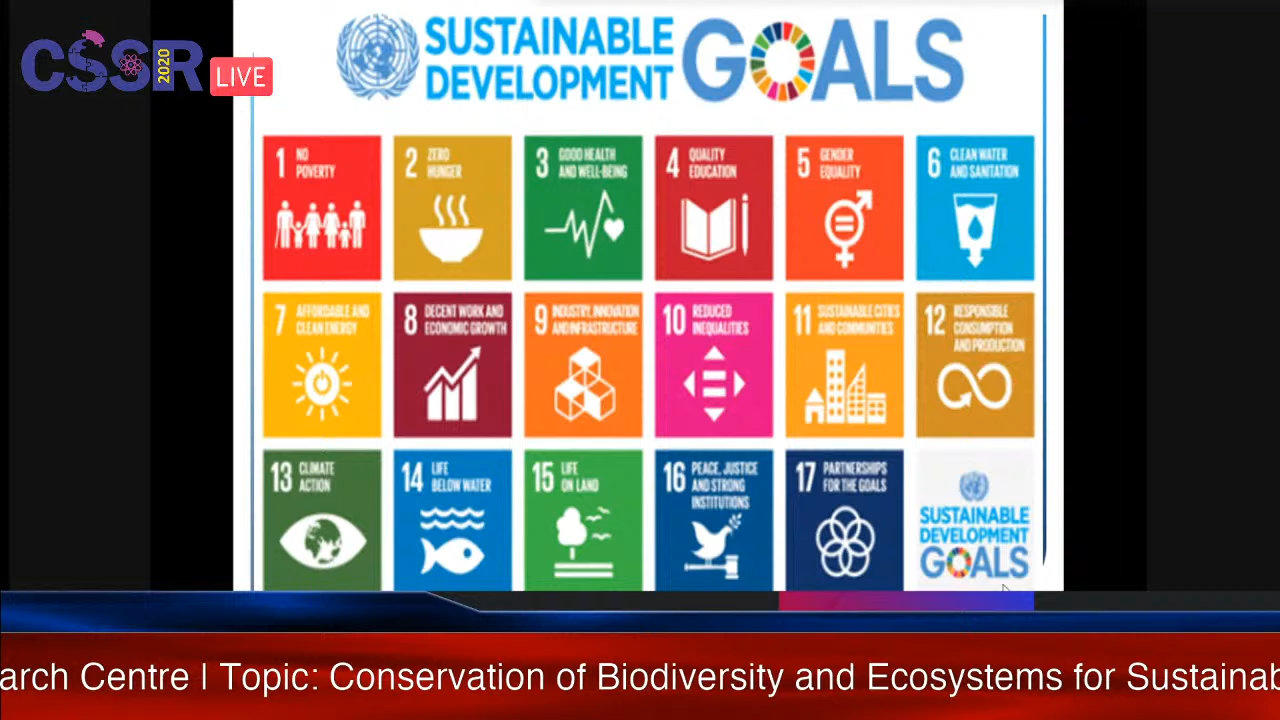 CSSR 2020
LIVE
SUSTAINABLE
DEVELOPMENT
GOALS
1 NO
POVERTY
2 ZERO
HUNGER
3 GOOD HEALTH
AND WELL-BEING
4 QUALITY
EDUCATION
5 GENDER
EQUALITY
6 CLEAN WATER
AND SANITATION
7 AFFORDABLE AND
CLEAN ENERGY
8 DECENT WORK AND
ECONOMIC GROWTH
9 INDUSTRY, INNOVATION
AND INFRASTRUCTURE
10 REDUCED
INEQUALITIES
11 SUSTAINABLE CITIES
AND COMMUNITIES
12 RESPONSIBLE
CONSUMPTION
AND PRODUCTION
13 CLIMATE
ACTION
14 LIFE
BELOW WATER
15 LIFE
ON LAND
16 PEACE, JUSTICE
AND STRONG
INSTITUTIONS
17 PARTNERSHIPS
FOR THE GOALS
SUSTAINABLE
DEVELOPMENT
GOALS
arch Centre | Topic: Conservation of Biodiversity and Ecosystems for Sustainab